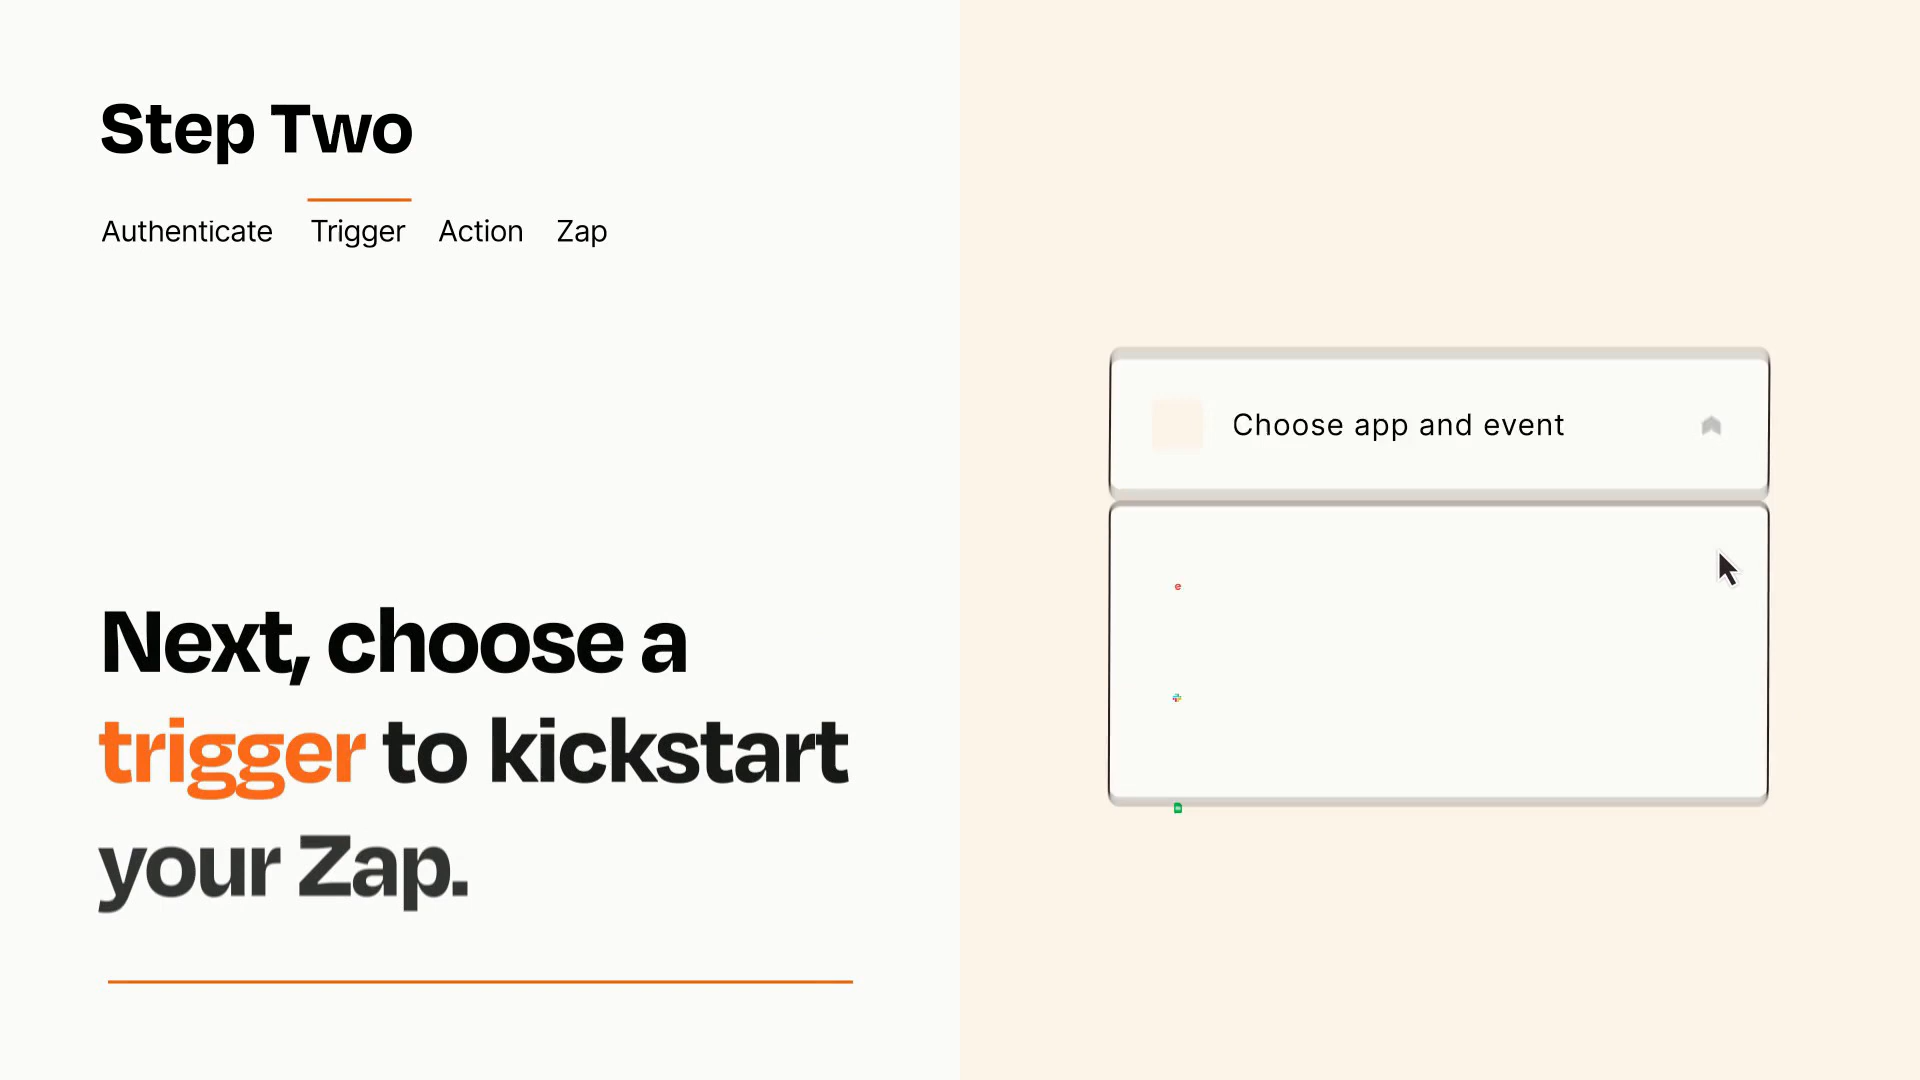 Step Two
Authenticate Trigger Action Zap
Next, choose a
trigger to kickstart
your Zap.
Choose app and event
e